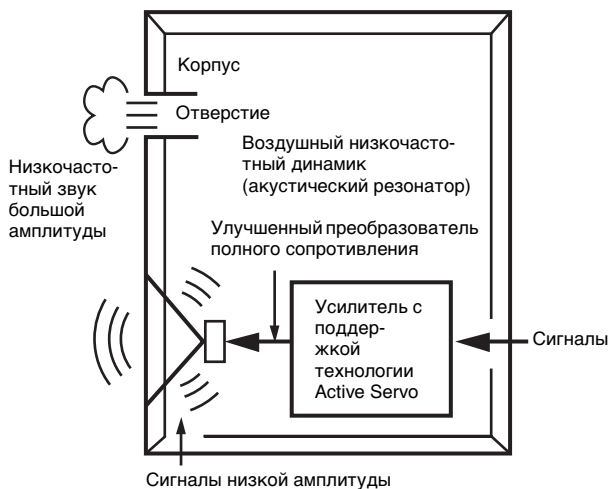 Корпус
Отверстие
Воздушный низкочасто-
тный динамик
(акустический резонатор)
Низкочасто-
тный звук
большой
амплитуды
Улучшенный преобразователь
полного сопротивления
Усилитель с
поддер-
жкой
технологии
Active Servo
Сигналы
Сигналы низкой амплитуды